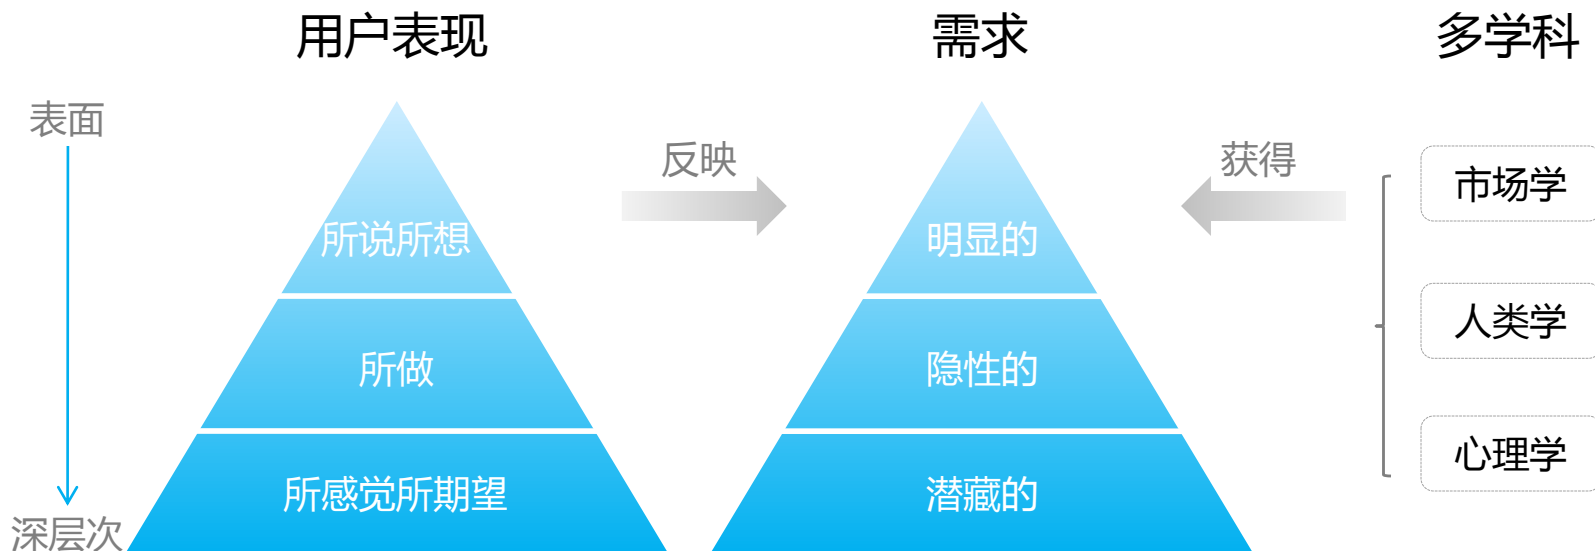 用户表现
需求
多学科
表面
反映
获得
市场学
所说所想
明显的
人类学
所做
隐性的
心理学
所感觉所期望
潜藏的
深层次